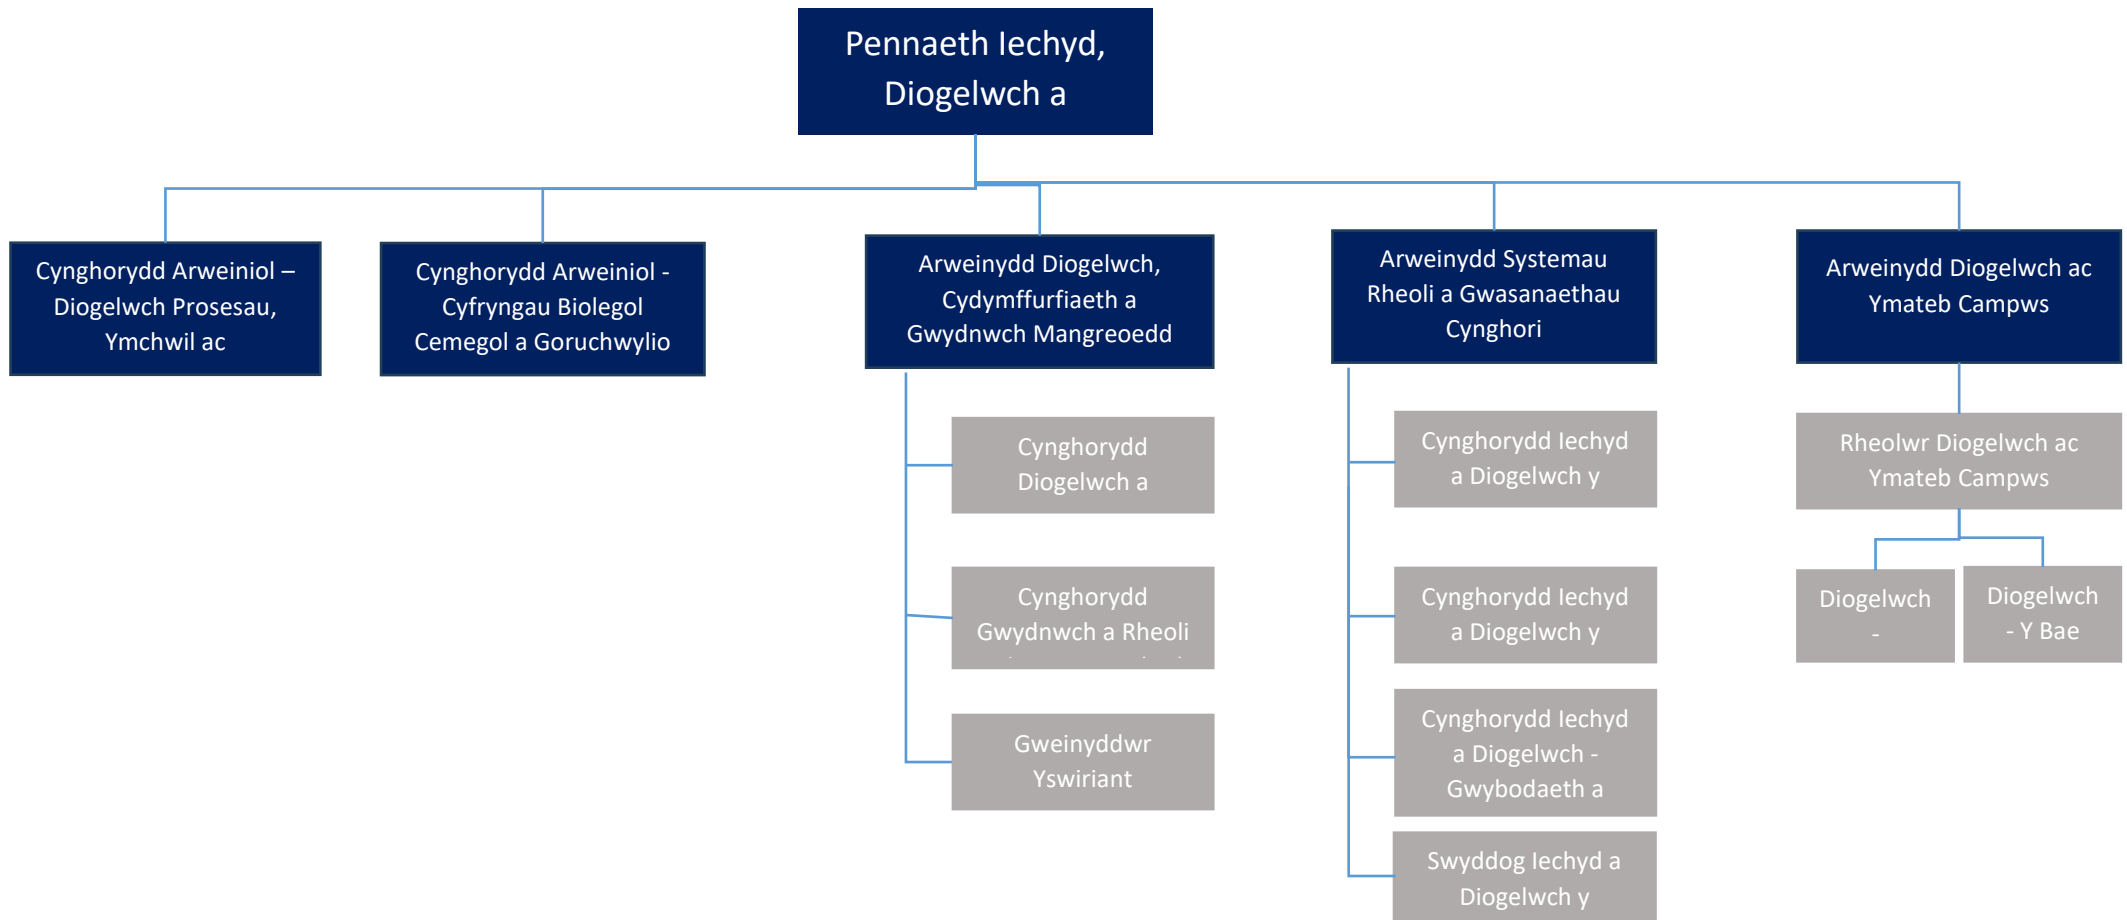 Pennaeth Iechyd,
Diogelwch a
Cynghorydd Arweiniol –
Diogelwch Prosesau,
Ymchwil ac
Cynghorydd Arweiniol -
Cyfryngau Biolegol
Cemegol a Goruchwylio
Arweinydd Diogelwch,
Cydymffurfiaeth a
Gwydnwch Mangreoedd
Arweinydd Systemau
Rheoli a Gwasanaethau
Cynghori
Arweinydd Diogelwch ac
Ymateb Campws
Cynghorydd
Diogelwch a
Cynghorydd
Gwydnwch a Rheoli
Gweinyddwr
Yswiriant
Cynghorydd Iechyd
a Diogelwch y
Cynghorydd Iechyd
a Diogelwch y
Cynghorydd Iechyd
a Diogelwch -
Gwybodaeth a
Swyddog Iechyd a
Diogelwch y
Rheolwr Diogelwch ac
Ymateb Campws
Diogelwch
-
Diogelwch
- Y Bae